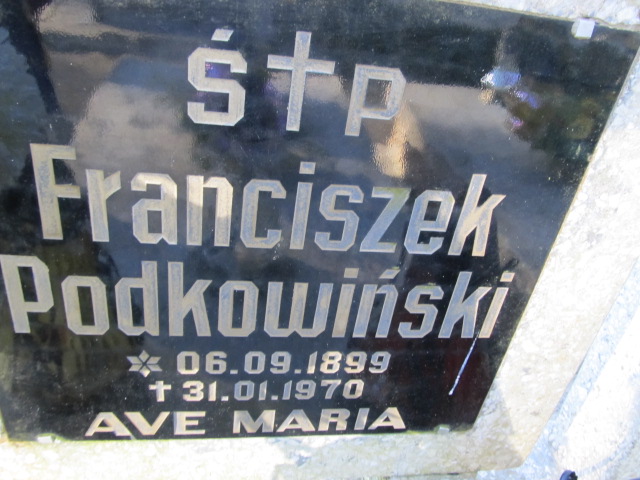 Ś✝P
Franciszek
Podkowiński
✻ 06.09.1899
✝ 31.01.1970
AVE MARIA